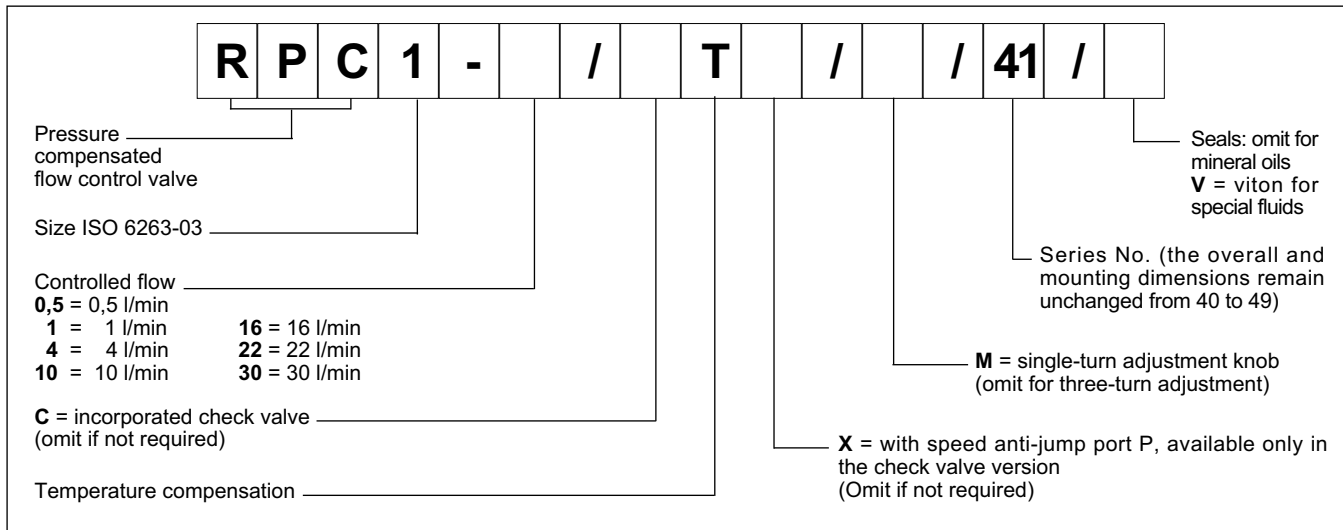 R P C 1 - / T / / 41 /
Pressure
compensated
flow control valve
Size ISO 6263-03
Controlled flow
0,5 = 0,5 l/min
1 = 1 l/min 16 = 16 l/min
4 = 4 l/min 22 = 22 l/min
10 = 10 l/min 30 = 30 l/min
C = incorporated check valve
(omit if not required)
Temperature compensation
Seals: omit for
mineral oils
V = viton for
special fluids
Series No. (the overall and
mounting dimensions remain
unchanged from 40 to 49)
M = single-turn adjustment knob
(omit for three-turn adjustment)
X = with speed anti-jump port P, available only in
the check valve version
(Omit if not required)